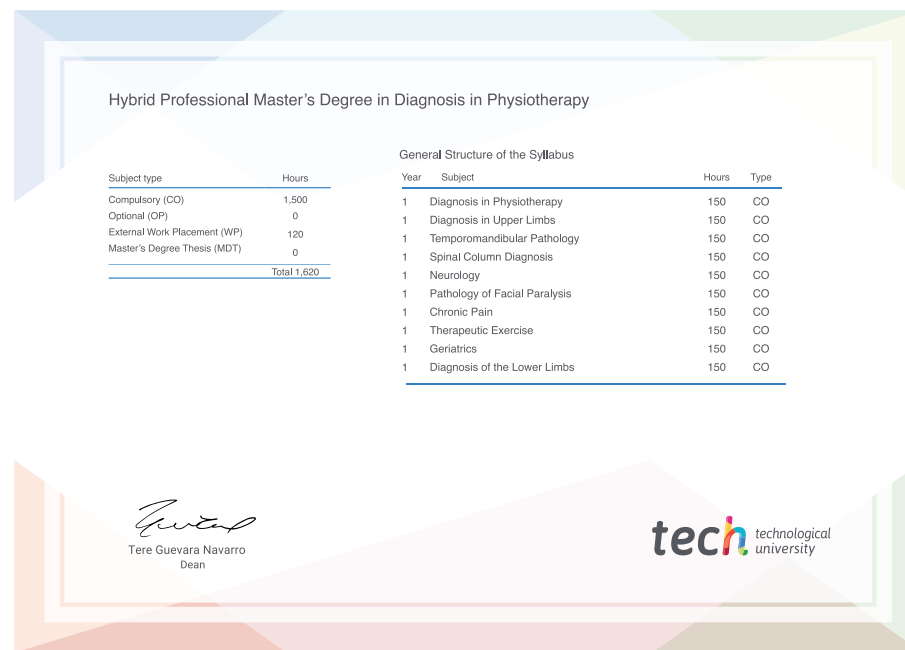 Hybrid Professional Master's Degree in Diagnosis in Physiotherapy
Subject type Hours
Compulsory (CO) 1,500
Optional (OP) 0
External Work Placement (WP) 120
Master's Degree Thesis (MDT) 0
Total 1,620
General Structure of the Syllabus
Year Subject Hours Type
1 Diagnosis in Physiotherapy 150 CO
1 Diagnosis in Upper Limbs 150 CO
1 Temporomandibular Pathology 150 CO
1 Spinal Column Diagnosis 150 CO
1 Neurology 150 CO
1 Pathology of Facial Paralysis 150 CO
1 Chronic Pain 150 CO
1 Therapeutic Exercise 150 CO
1 Geriatrics 150 CO
1 Diagnosis of the Lower Limbs 150 CO
Tere Guevara Navarro
Dean
tech technological
university